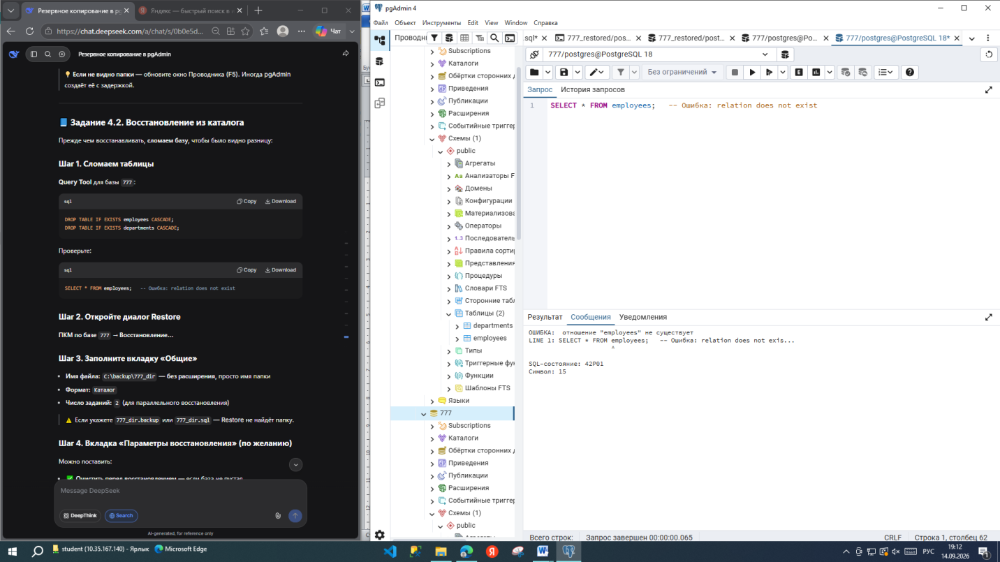 Резервное копирование в pg
Яндекс — быстрый поиск в и
https://chat.deepseek.com/a/chat/s/0b0e5d...
Чат
Резервное копирование в pgAdmin
💡 Если не видно папки — обновите окно Проводника (F5). Иногда pgAdmin
создаёт её с задержкой.
📘 Задание 4.2. Восстановление из каталога
Прежде чем восстанавливать, сломаем базу, чтобы было видно разницу:
Шаг 1. Сломаем таблицы
Query Tool для базы 777:
sql
Copy
Download
DROP TABLE IF EXISTS employees CASCADE;
DROP TABLE IF EXISTS departments CASCADE;
Проверьте:
sql
Copy
Download
SELECT * FROM employees;   -- Ошибка: relation does not exist
Шаг 2. Откройте диалог Restore
ПКМ по базе 777 → Восстановление...
Шаг 3. Заполните вкладку «Общие»
• Имя файла: C:\backup\777_dir — без расширения, просто имя папки
• Формат: Каталог
• Число заданий: 2 (для параллельного восстановления)
⚠️ Если укажете 777_dir.backup или 777_dir.sql — Restore не найдёт папку.
Шаг 4. Вкладка «Параметры восстановления» (по желанию)
Можно поставить:
• ✅ Очистить перед восстановлением — если база не пустая
Message DeepSeek
DeepThink
Search
AI-generated, for reference only
pgAdmin 4
Файл Объект Инструменты Edit View Window Справка
Проводни
.sql*
777_restored/pos...
777_restored/post...
777/postgres@Po...
777/postgres@PostgreSQL 18*
777/postgres@PostgreSQL 18
Без ограничений
Запрос
История запросов
1 SELECT * FROM employees;   -- Ошибка: relation does not exist
Subscriptions
Каталоги
Обёртки сторонних д
Приведения
Публикации
Расширения
Событийные триггер
Схемы (1)
public
Агрегаты
Анализаторы F
Домены
Конфигурации
Материализова
Операторы
1..3 Последователь
Правила сорти
Представления
Процедуры
Словари FTS
Сторонние табл
Таблицы (2)
departments
employees
Типы
Триггерные фун
Функции
Шаблоны FTS
Языки
777
Subscriptions
Каталоги
Обёртки сторонних д
Приведения
Публикации
Расширения
Событийные триггер
Схемы (1)
public
Результат
Сообщения
Уведомления
ОШИБКА:  отношение "employees" не существует
LINE 1: SELECT * FROM employees;   -- Ошибка: relation does not exis...
^
SQL-состояние: 42P01
Символ: 15
Всего строк:
Запрос завершен 00:00:00.065
CRLF
Строка 1, столбец 62
student (10.35.167.140) - Ярлык
Microsoft Edge
РУС
19:12
14.09.2026
1